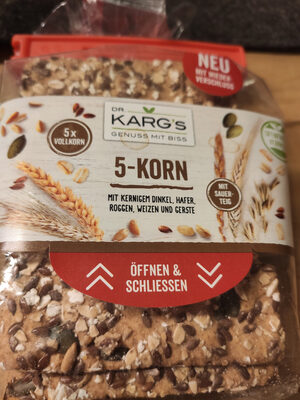 NEU
MIT WIEDER-
VERSCHLUSS
DR.
KARG'S
GENUSS MIT BISS
5 x
VOLLKORN
5-KORN
MIT KERNIGEM DINKEL, HAFER,
ROGGEN, WEIZEN UND GERSTE
MIT
SAUER-
TEIG
ÖFFNEN &
SCHLIESSEN